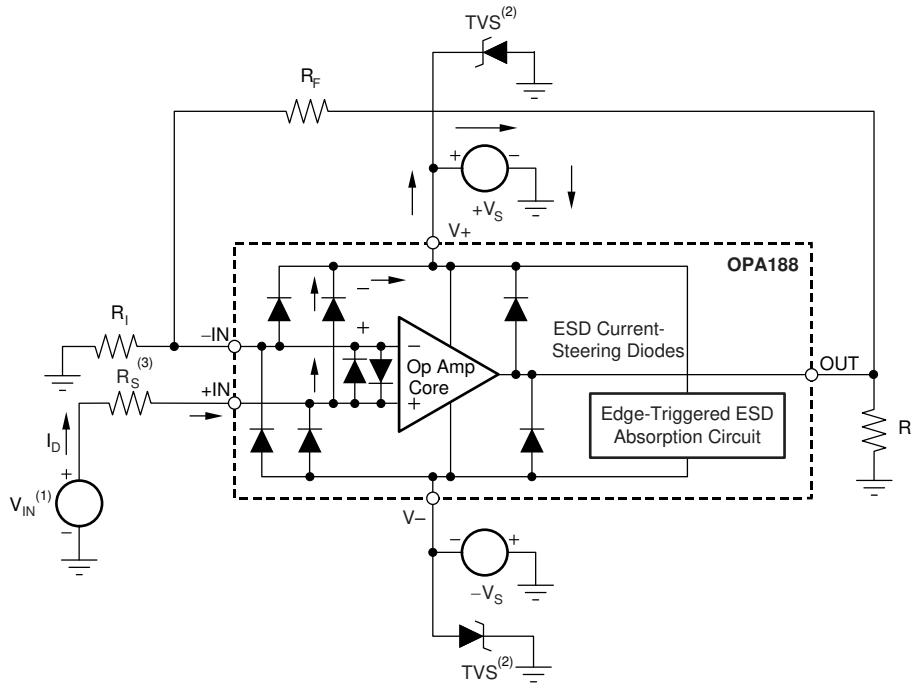 TVS(2)
RF
+ −
+VS
V+
OPA188
−
RI
−IN
+
−
ESD Current-
Steering Diodes
Op Amp
Core
OUT
RS(3)
+IN
+
Edge-Triggered ESD
Absorption Circuit
R
ID
+
VIN(1)
−
V−
− +
−VS
TVS(2)